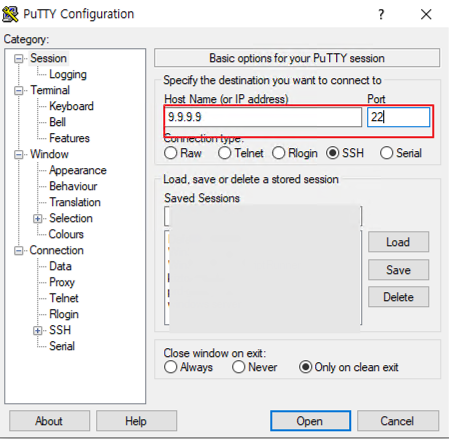 PuTTY Configuration
?
Category:
Session
Logging
Terminal
Keyboard
Bell
Features
Window
Appearance
Behaviour
Translation
Selection
Colours
Connection
Data
Proxy
Telnet
Rlogin
SSH
Serial
Basic options for your PuTTY session
Specify the destination you want to connect to
Host Name (or IP address) Port
9.9.9.9 22
Connection type:
Raw Telnet Rlogin SSH Serial
Load, save or delete a stored session
Saved Sessions
Load
Save
Delete
Close window on exit:
Always Never Only on clean exit
About Help Open Cancel